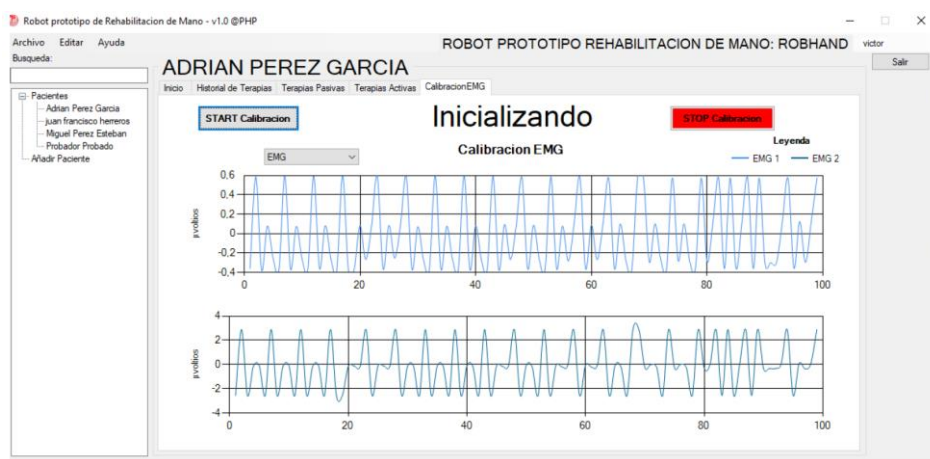 Robot prototipo de Rehabilitacion de Mano - v1.0 @PHP
Archivo Editar Ayuda
ROBOT PROTOTIPO REHABILITACION DE MANO: ROBHAND
victor
Busqueda:
Salir
Pacientes
Adrian Perez Garcia
juan francisco herreros
Miguel Perez Esteban
Probador Probado
Añadir Paciente
ADRIAN PEREZ GARCIA
Inicio Historial de Terapias Terapias Pasivas Terapias Activas CalibracionEMG
START Calibracion
Inicializando
STOP Calibracion
EMG
Calibracion EMG
Leyenda
EMG 1 EMG 2
µvoltios
0.6
0.4
0.2
0
-0.2
-0.4
0 20 40 60 80 100
µvoltios
4
2
0
-2
-4
0 20 40 60 80 100